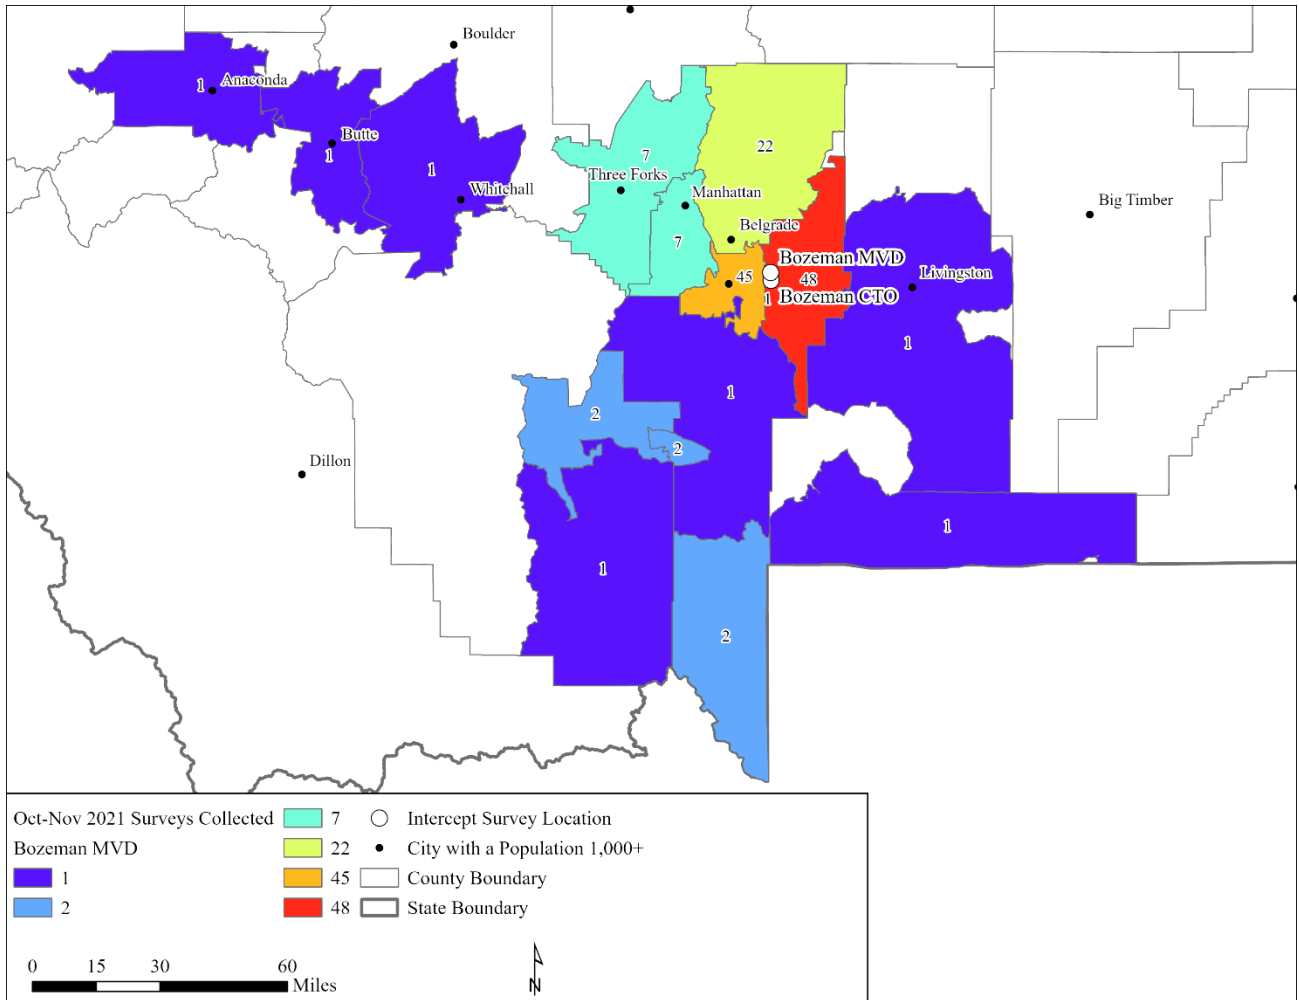 Boulder
1
Anaconda
Butte
1
1
Whitehall
7
Three Forks
Manhattan
7
22
Belgrade
Big Timber
Bozeman MVD
45
48
Livingston
1
Bozeman CTO
1
1
2
2
Dillon
1
1
2
Oct-Nov 2021 Surveys Collected
Bozeman MVD
1
2
7
22
45
48
Intercept Survey Location
City with a Population 1,000+
County Boundary
State Boundary
0 15 30 60
Miles
N